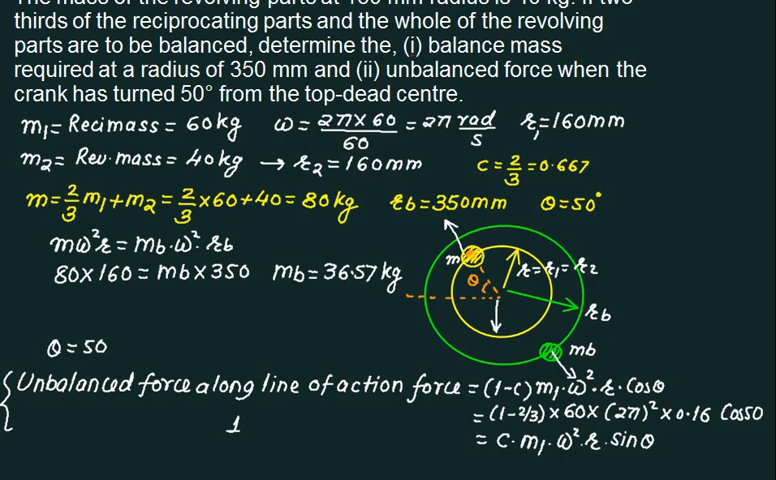 The mass of the revolving parts at 160 mm radius is 40 kg. If two
thirds of the reciprocating parts and the whole of the revolving
parts are to be balanced, determine the, (i) balance mass
required at a radius of 350 mm and (ii) unbalanced force when the
crank has turned 50° from the top-dead centre.
m₁ = Reci mass = 60 kg ω = 2π×60/60 = 2π rad/s r₁ = 160mm
m₂ = Rev. mass = 40 kg → r₂ = 160mm c = 2/3 = 0.667
m = 2/3 m₁ + m₂ = 2/3 × 60 + 40 = 80 kg rb = 350mm θ = 50°
mω²r = mb·ω²·rb
80×160 = mb×350 mb = 36.57 kg
m θ r = r₁ = r₂
rb
mb
θ = 50
Unbalanced force along line of action force = (1-c) m₁·ω²·r·cosθ
= (1-2/3)×60×(2π)²×0.16 Cos50
1 = c·m₁·ω²·r·sinθ